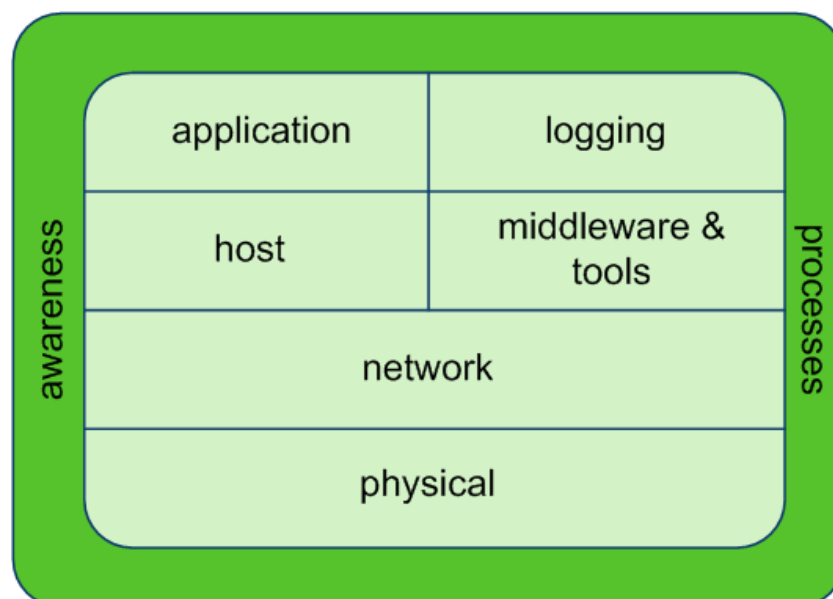 application
logging
host
middleware &
tools
network
physical
awareness
processes